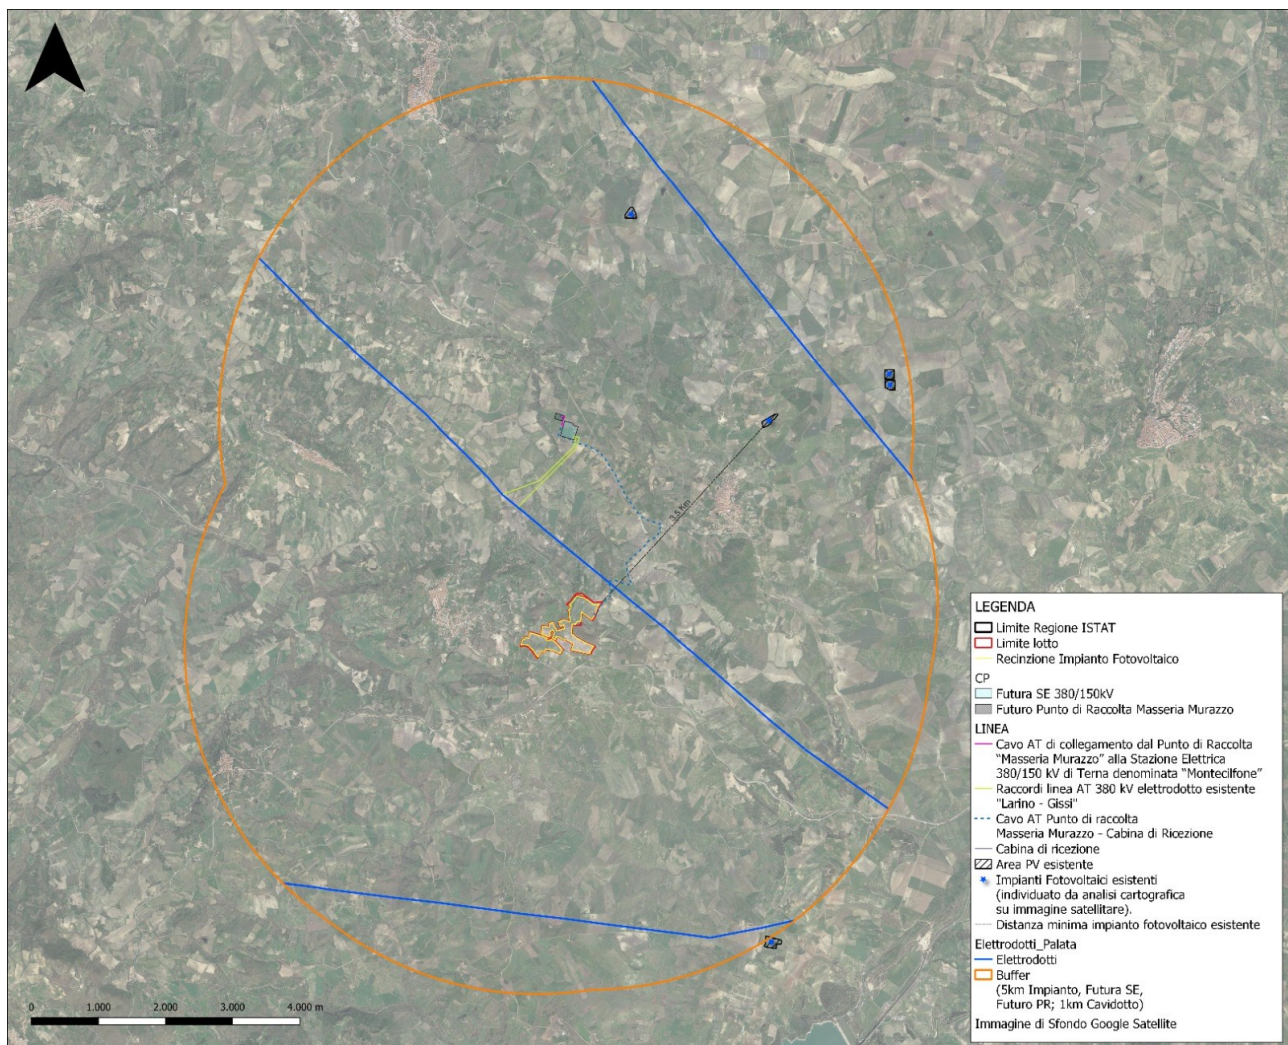 3.5 Km
LEGENDA
Limite Regione ISTAT
Limite lotto
Recinzione Impianto Fotovoltaico
CP
Futura SE 380/150kV
Futuro Punto di Raccolta Masseria Murazzo
LINEA
Cavo AT di collegamento dal Punto di Raccolta
"Masseria Murazzo" alla Stazione Elettrica
380/150 kV di Terna denominata "Montecilfone"
Raccordi linea AT 380 kV elettrodotto esistente
"Larino - Gissi"
Cavo AT Punto di raccolta
Masseria Murazzo - Cabina di Ricezione
Cabina di ricezione
Area PV esistente
Impianti Fotovoltaici esistenti
(individuato da analisi cartografica
su immagine satellitare).
Distanza minima impianto fotovoltaico esistente
Elettrodotti_Palata
Elettrodotti
Buffer
(5km Impianto, Futura SE,
Futuro PR; 1km Cavidotto)
Immagine di Sfondo Google Satellite
0 1.000 2.000 3.000 4.000 m